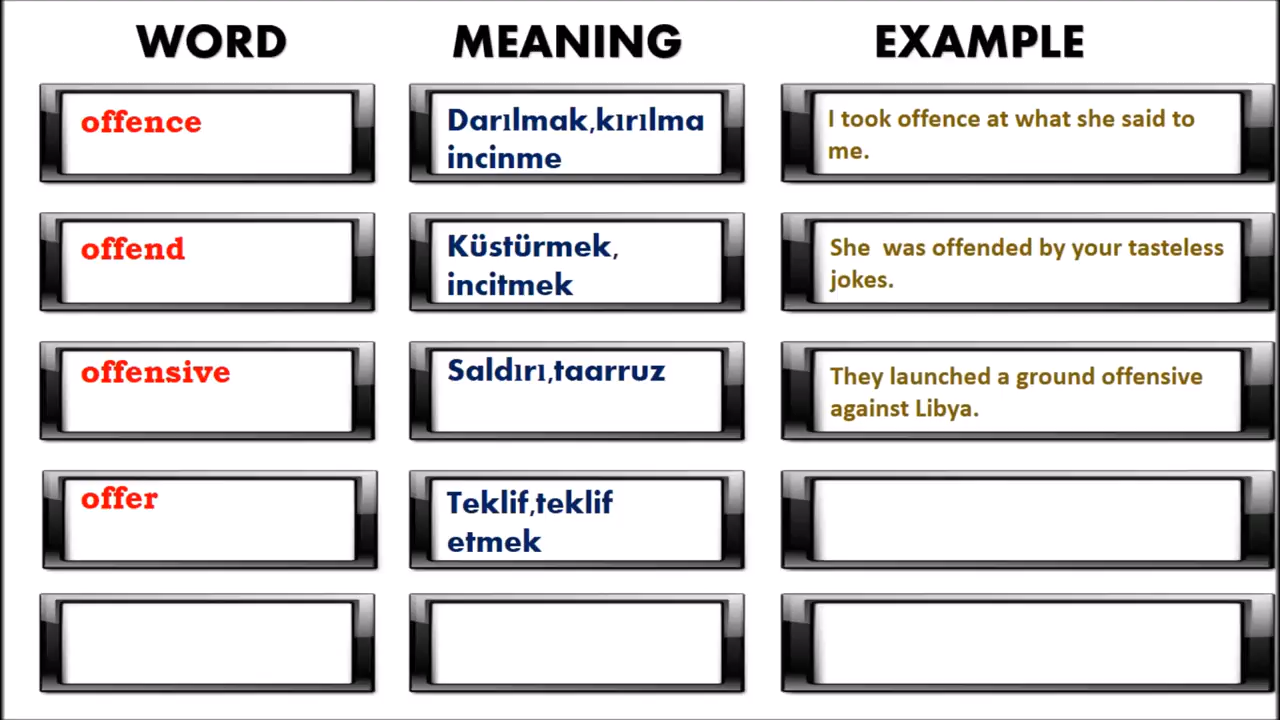 WORD MEANING EXAMPLE
offence
Darılmak,kırılma
incinme
I took offence at what she said to
me.
offend
Küstürmek,
incitmek
She  was offended by your tasteless
jokes.
offensive
Saldırı,taarruz
They launched a ground offensive
against Libya.
offer
Teklif,teklif
etmek